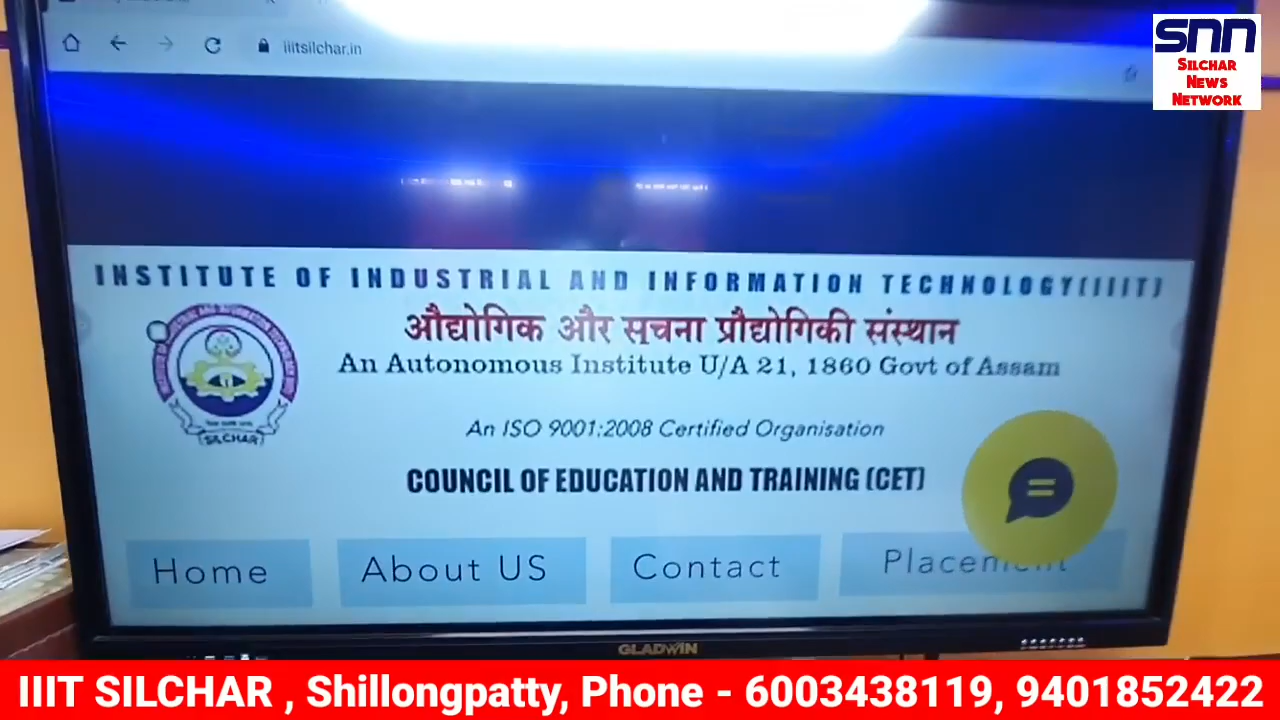 iiitsilchar.in
snn
SILCHAR
NEWS
NETWORK
INSTITUTE OF INDUSTRIAL AND INFORMATION TECHNOLOGY(IIIT)
औद्योगिक और सूचना प्रौद्योगिकी संस्थान
An Autonomous Institute U/A 21, 1860 Govt of Assam
SILCHAR
An ISO 9001:2008 Certified Organisation
COUNCIL OF EDUCATION AND TRAINING (CET)
Home
About US
Contact
Placement
GLADWIN
IIIT SILCHAR , Shillongpatty, Phone - 6003438119, 9401852422